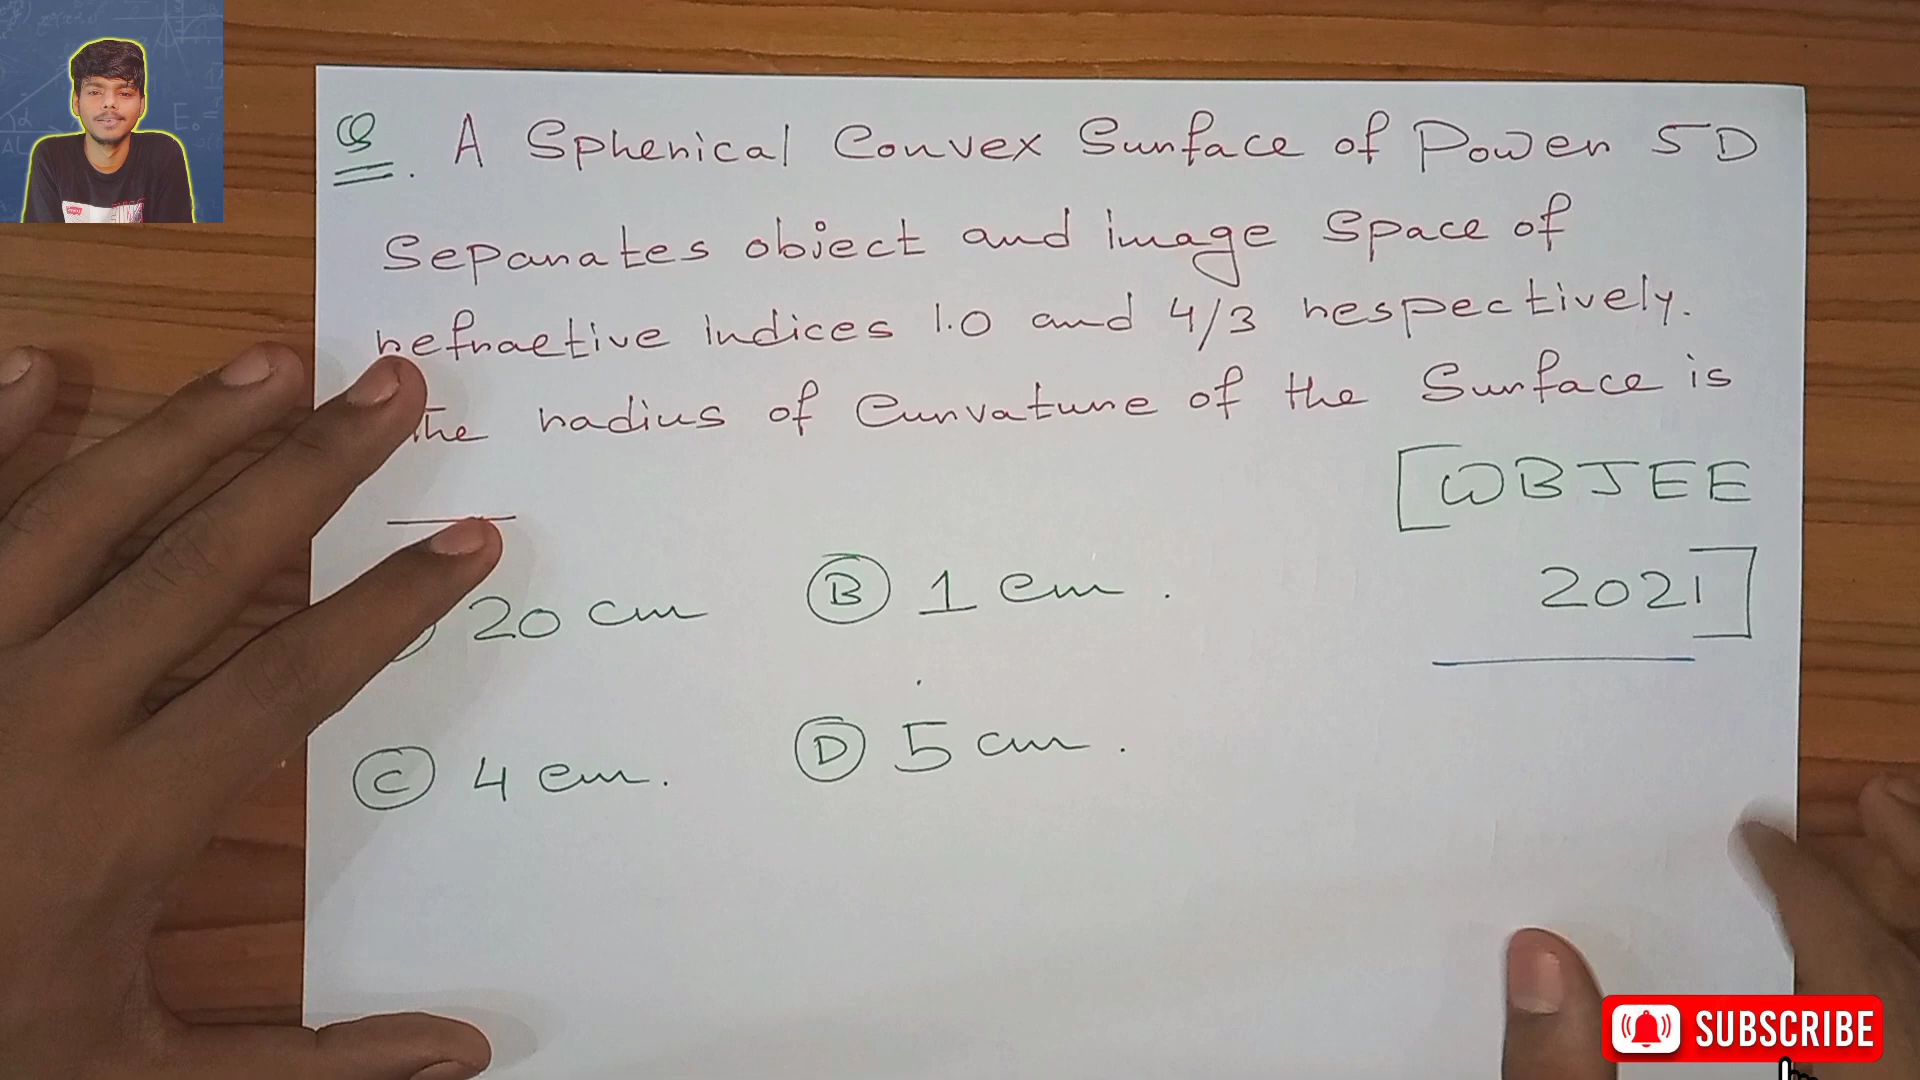 Q. A Spherical Convex Surface of Power 5D
Separates object and image Space of
refractive Indices 1.0 and 4/3 respectively.
The radius of Curvature of the Surface is
[WBJEE
2021]
20 cm
B 1 cm.
C 4 cm.
D 5 cm.
SUBSCRIBE